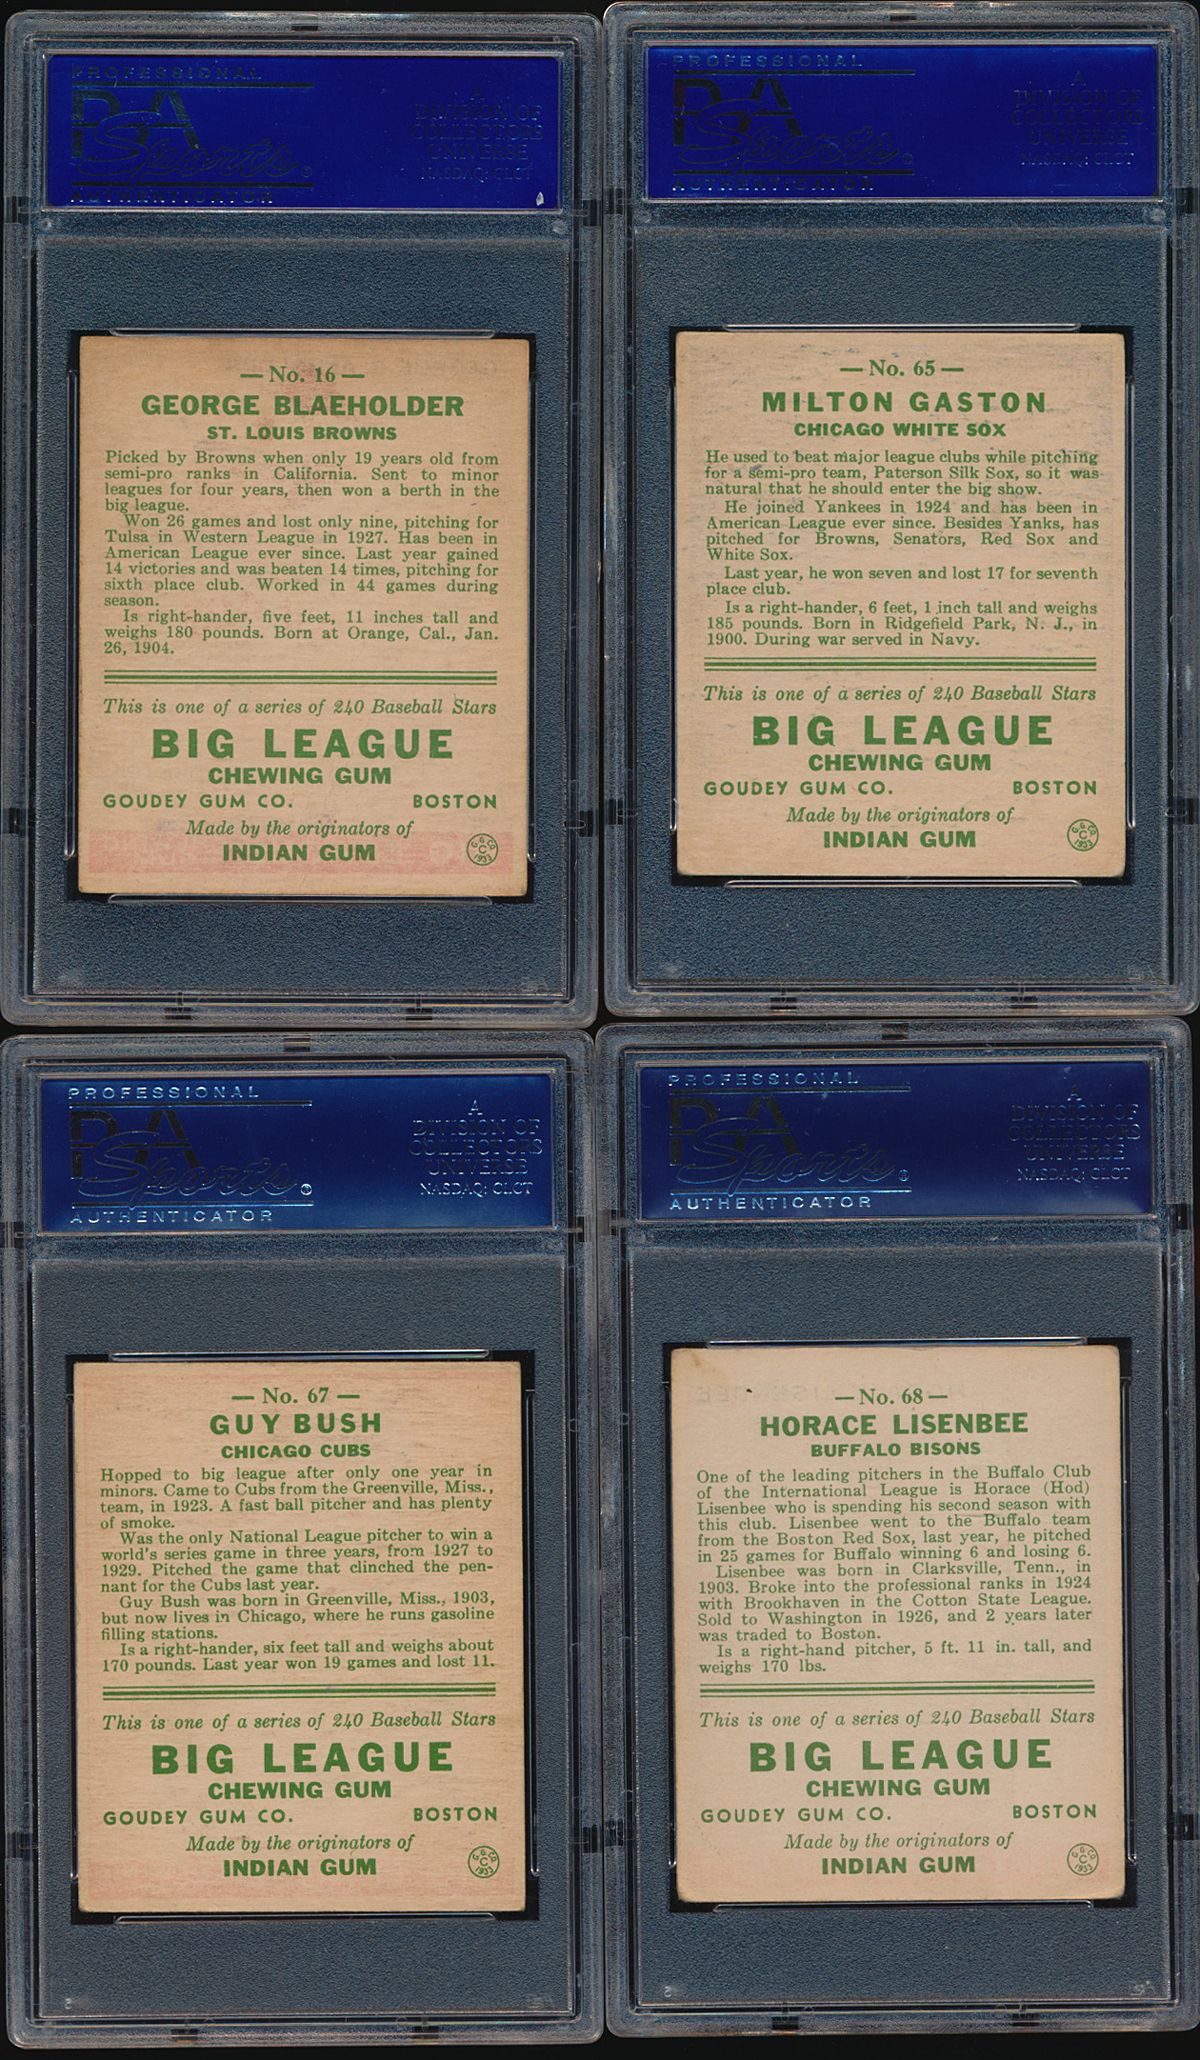 PROFESSIONAL
PSA
Sports®
AUTHENTICATOR
A
DIVISION OF
COLLECTORS
UNIVERSE
NASDAQ: CLCT
— No. 16 —
GEORGE BLAEHOLDER
ST. LOUIS BROWNS
Picked by Browns when only 19 years old from
semi-pro ranks in California. Sent to minor
leagues for four years, then won a berth in the
big league.
Won 26 games and lost only nine, pitching for
Tulsa in Western League in 1927. Has been in
American League ever since. Last year gained
14 victories and was beaten 14 times, pitching for
sixth place club. Worked in 44 games during
season.
Is right-hander, five feet, 11 inches tall and
weighs 180 pounds. Born at Orange, Cal., Jan.
26, 1904.
This is one of a series of 240 Baseball Stars
BIG LEAGUE
CHEWING GUM
GOUDEY GUM CO. BOSTON
Made by the originators of
INDIAN GUM
G.G.CO.
C
1933
PROFESSIONAL
PSA
Sports®
AUTHENTICATOR
A
DIVISION OF
COLLECTORS
UNIVERSE
NASDAQ: CLCT
— No. 65 —
MILTON GASTON
CHICAGO WHITE SOX
He used to beat major league clubs while pitching
for a semi-pro team, Paterson Silk Sox, so it was
natural that he should enter the big show.
He joined Yankees in 1924 and has been in
American League ever since. Besides Yanks, has
pitched for Browns, Senators, Red Sox and
White Sox.
Last year, he won seven and lost 17 for seventh
place club.
Is a right-hander, 6 feet, 1 inch tall and weighs
185 pounds. Born in Ridgefield Park, N. J., in
1900. During war served in Navy.
This is one of a series of 240 Baseball Stars
BIG LEAGUE
CHEWING GUM
GOUDEY GUM CO. BOSTON
Made by the originators of
INDIAN GUM
G.G.CO.
C
1933
PROFESSIONAL
PSA
Sports®
AUTHENTICATOR
A
DIVISION OF
COLLECTORS
UNIVERSE
NASDAQ: CLCT
— No. 67 —
GUY BUSH
CHICAGO CUBS
Hopped to big league after only one year in
minors. Came to Cubs from the Greenville, Miss.,
team, in 1923. A fast ball pitcher and has plenty
of smoke.
Was the only National League pitcher to win a
world's series game in three years, from 1927 to
1929. Pitched the game that clinched the pen-
nant for the Cubs last year.
Guy Bush was born in Greenville, Miss., 1903,
but now lives in Chicago, where he runs gasoline
filling stations.
Is a right-hander, six feet tall and weighs about
170 pounds. Last year won 19 games and lost 11.
This is one of a series of 240 Baseball Stars
BIG LEAGUE
CHEWING GUM
GOUDEY GUM CO. BOSTON
Made by the originators of
INDIAN GUM
G.G.CO.
C
1933
PROFESSIONAL
PSA
Sports®
AUTHENTICATOR
A
DIVISION OF
COLLECTORS
UNIVERSE
NASDAQ: CLCT
— No. 68 —
HORACE LISENBEE
BUFFALO BISONS
One of the leading pitchers in the Buffalo Club
of the International League is Horace (Hod)
Lisenbee who is spending his second season with
this club. Lisenbee went to the Buffalo team
from the Boston Red Sox, last year, he pitched
in 25 games for Buffalo winning 6 and losing 6.
Lisenbee was born in Clarksville, Tenn., in
1903. Broke into the professional ranks in 1924
with Brookhaven in the Cotton State League.
Sold to Washington in 1926, and 2 years later
was traded to Boston.
Is a right-hand pitcher, 5 ft. 11 in. tall, and
weighs 170 lbs.
This is one of a series of 240 Baseball Stars
BIG LEAGUE
CHEWING GUM
GOUDEY GUM CO. BOSTON
Made by the originators of
INDIAN GUM
G.G.CO.
C
1933